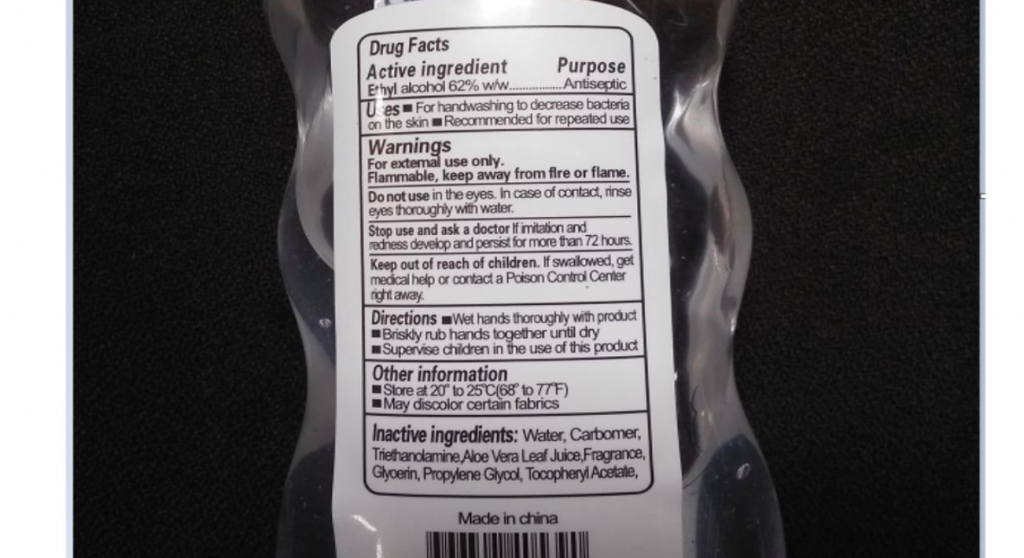 Drug Facts
Active ingredient Purpose
Ethyl alcohol 62% w/w................Antiseptic
Uses ■ For handwashing to decrease bacteria
on the skin ■ Recommended for repeated use
Warnings
For external use only.
Flammable, keep away from fire or flame.
Do not use in the eyes. In case of contact, rinse
eyes thoroughly with water.
Stop use and ask a doctor If imitation and
redness develop and persist for more than 72 hours.
Keep out of reach of children. If swallowed, get
medical help or contact a Poison Control Center
right away.
Directions ■ Wet hands thoroughly with product
■ Briskly rub hands together until dry
■ Supervise children in the use of this product
Other information
■ Store at 20° to 25°C(68° to 77°F)
■ May discolor certain fabrics
Inactive ingredients: Water, Carbomer,
Triethanolamine,Aloe Vera Leaf Juice,Fragrance,
Glycerin, Propylene Glycol, Tocopheryl Acetate,
Made in china